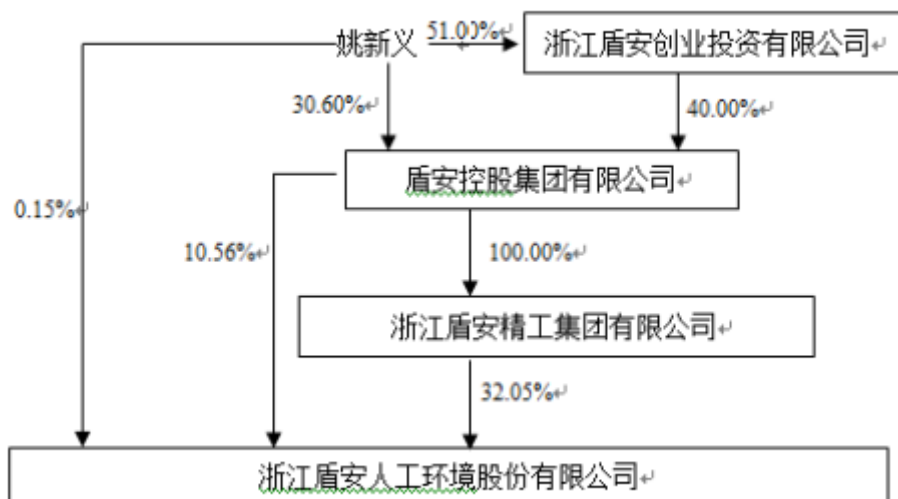 姚新义
51.00%
浙江盾安创业投资有限公司
30.60%
40.00%
盾安控股集团有限公司
0.15%
10.56%
100.00%
浙江盾安精工集团有限公司
32.05%
浙江盾安人工环境股份有限公司